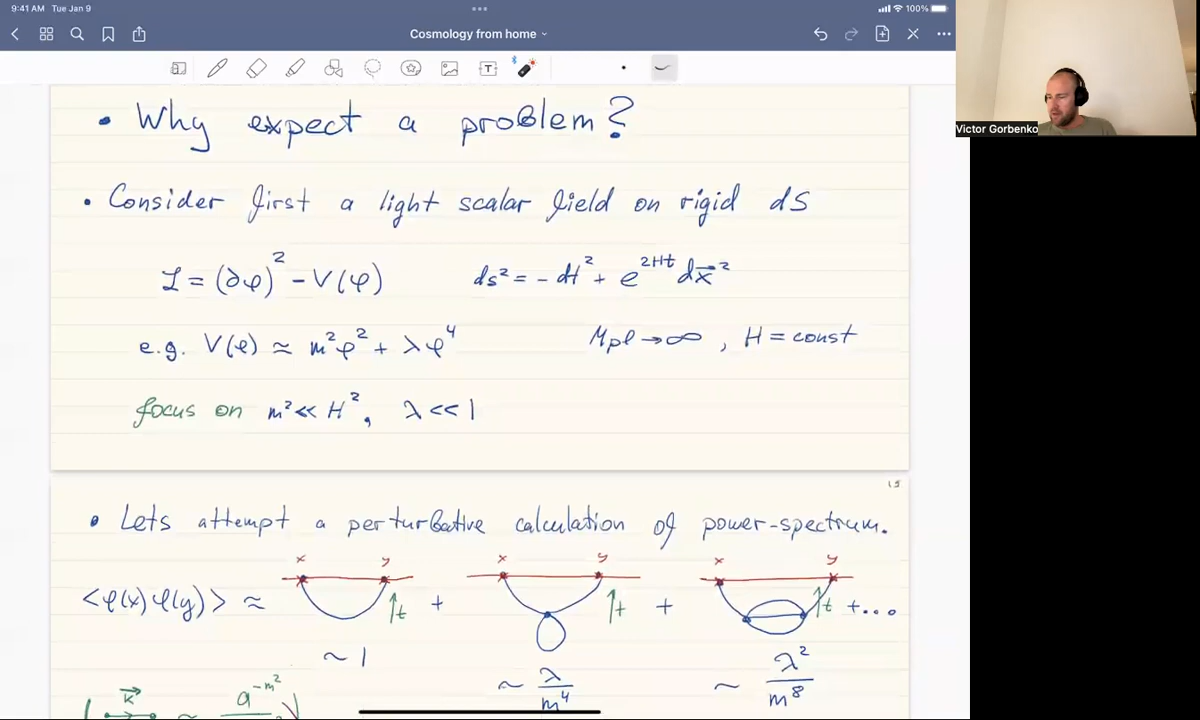 9:41 AM Tue Jan 9
100%
Cosmology from home
Victor Gorbenko
• Why expect a problem?
• Consider first a light scalar field on rigid dS
ℒ = (∂φ)² − V(φ) ds² = − dt² + e^{2Ht} dx⃗²
e.g. V(φ) ≈ m²φ² + λφ⁴ Mpl → ∞ , H = const
focus on m² << H², λ << 1
• Lets attempt a perturbative calculation of power-spectrum.
x y x y x y
<φ(x)φ(y)> ≈ ↑t + ↑t + ↑t +...
~ 1 ~ λ/m⁴ ~ λ²/m⁸
( k⃗ ≈ a^{-m²} )